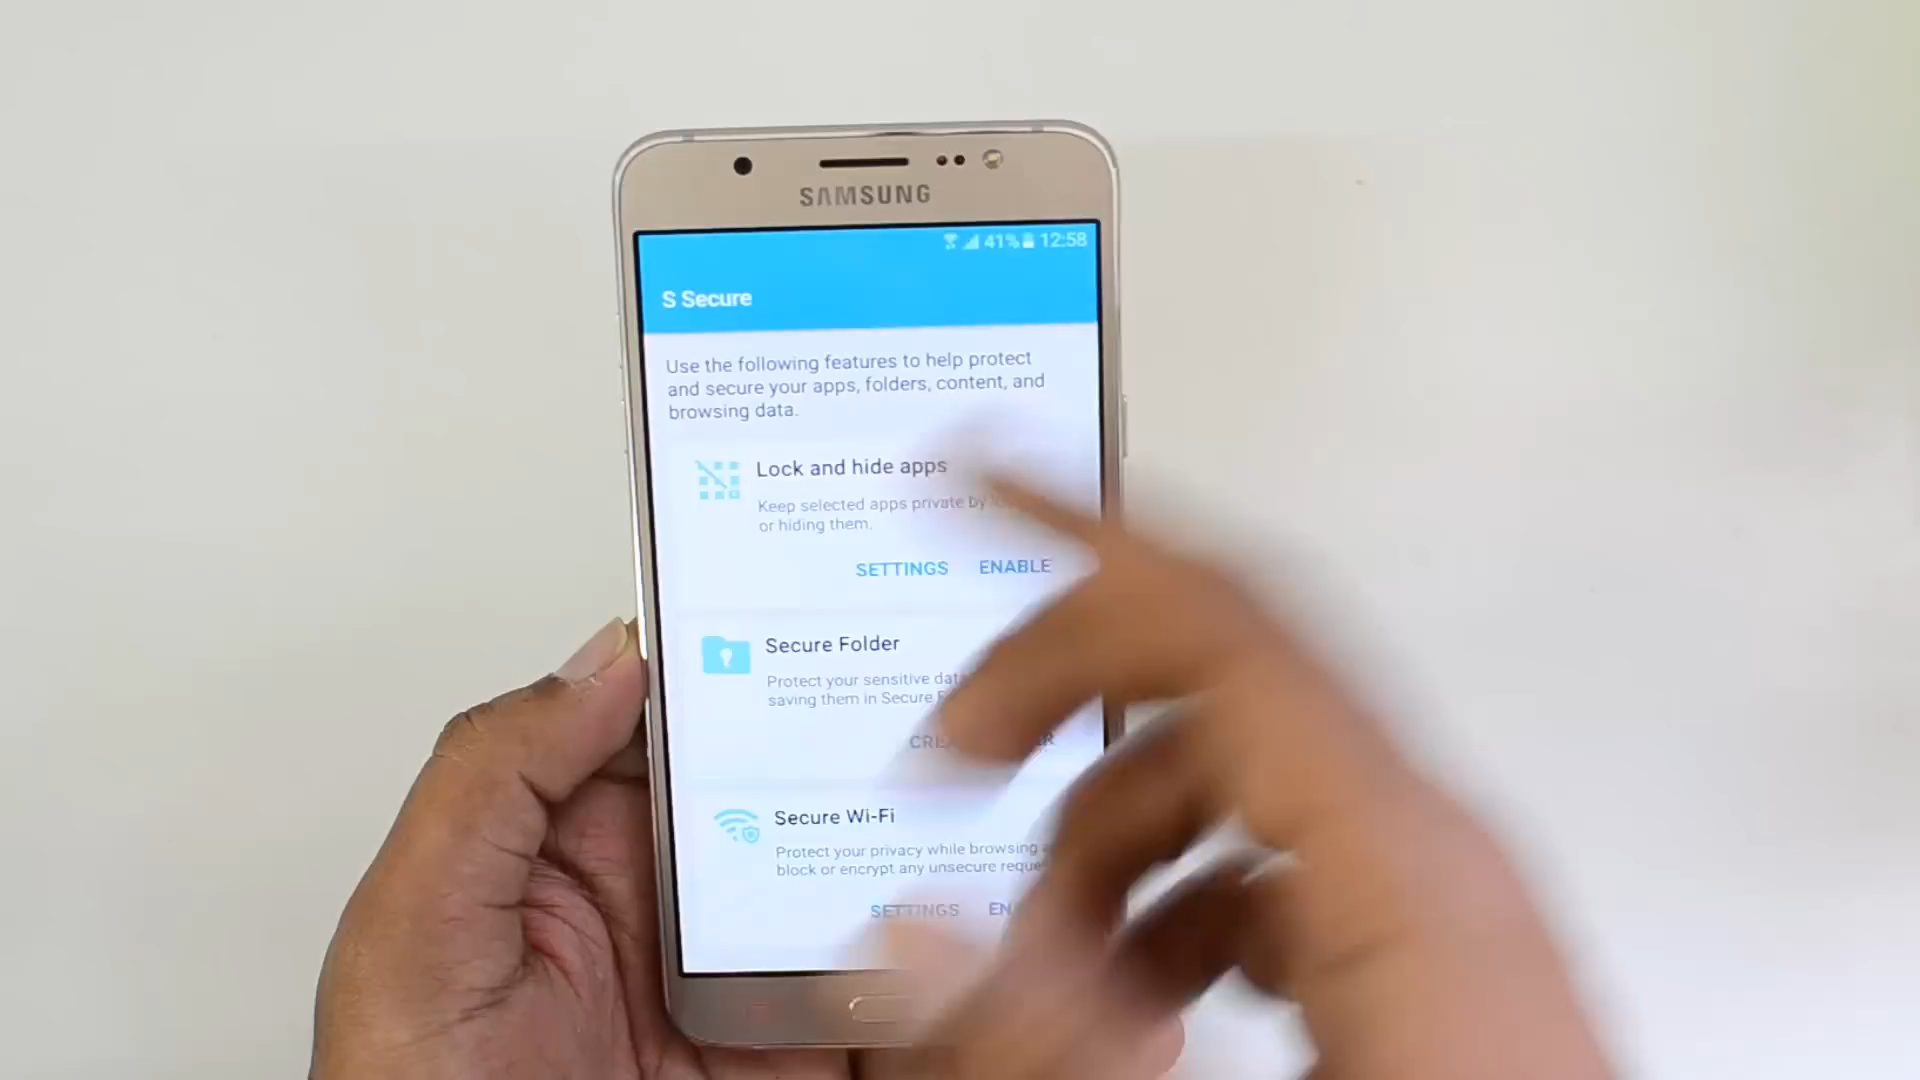 SAMSUNG
41% 12:58
S Secure
Use the following features to help protect
and secure your apps, folders, content, and
browsing data.
Lock and hide apps
Keep selected apps private by
or hiding them.
SETTINGS ENABLE
Secure Folder
Protect your sensitive
saving them in Secure
Secure Wi-Fi
Protect your privacy while browsing
block or encrypt any unsecure
SETTINGS